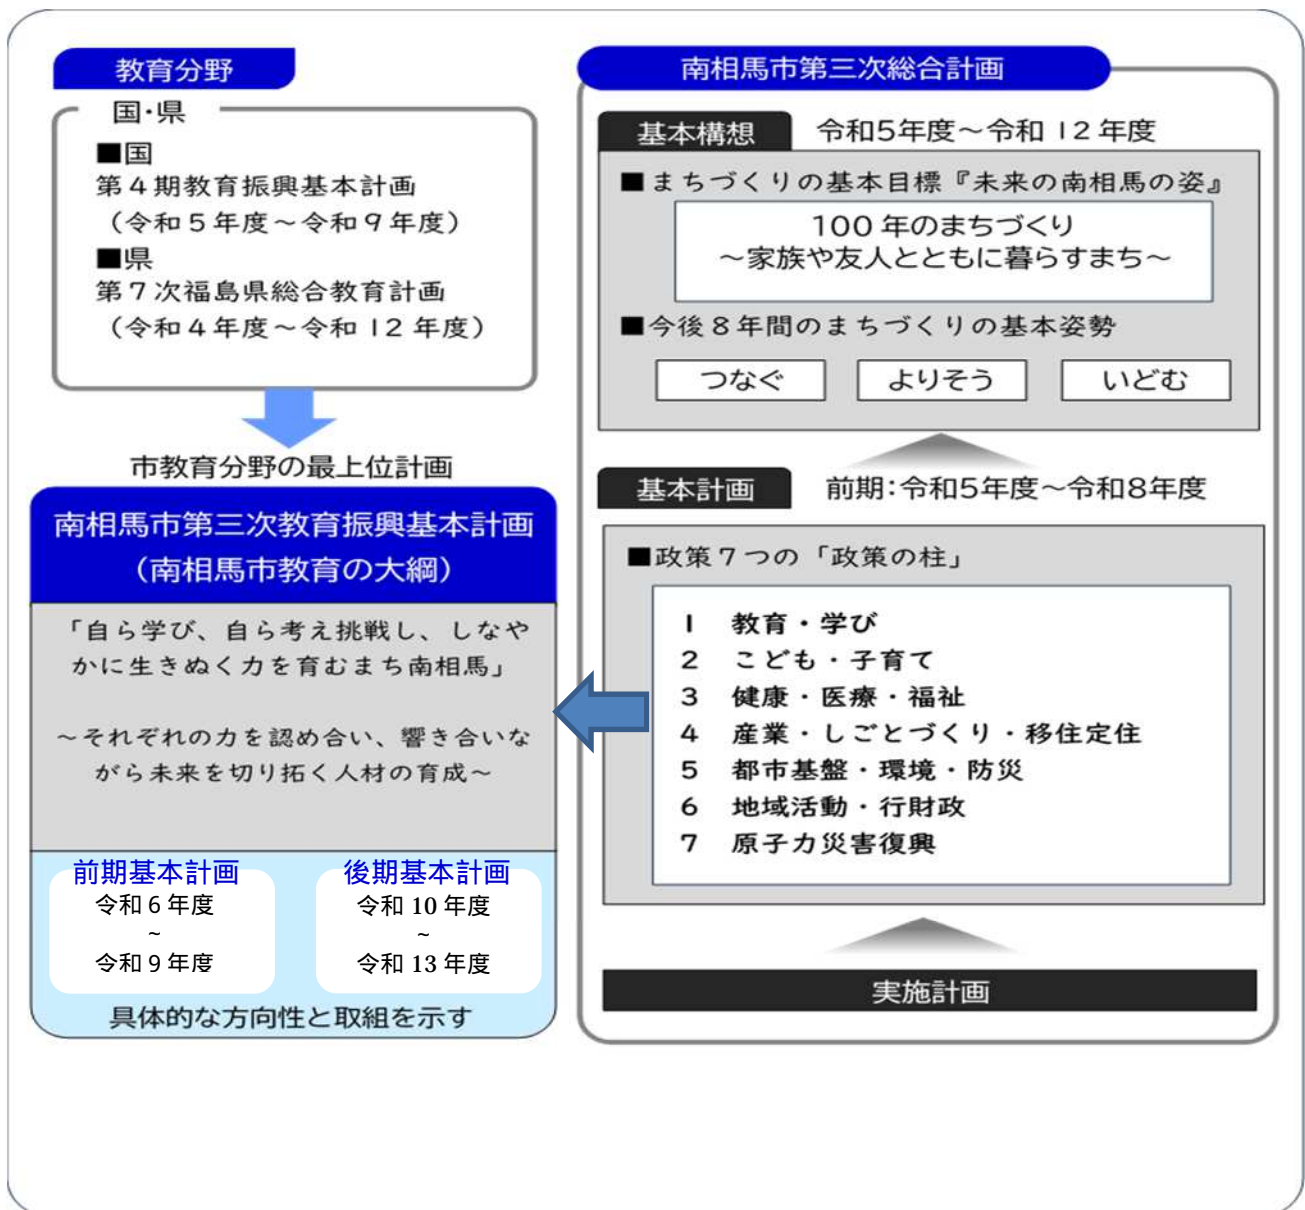 教育分野
国・県
■国
第4期教育振興基本計画
（令和5年度～令和9年度）
■県
第7次福島県総合教育計画
（令和4年度～令和12年度）
市教育分野の最上位計画
南相馬市第三次教育振興基本計画
（南相馬市教育の大綱）
「自ら学び、自ら考え挑戦し、しなや
かに生きぬく力を育むまち南相馬」
～それぞれの力を認め合い、響き合いな
がら未来を切り拓く人材の育成～
前期基本計画
令和6年度
~
令和9年度
後期基本計画
令和10年度
~
令和13年度
具体的な方向性と取組を示す
南相馬市第三次総合計画
基本構想
令和5年度～令和12年度
■まちづくりの基本目標『未来の南相馬の姿』
100年のまちづくり
～家族や友人とともに暮らすまち～
■今後8年間のまちづくりの基本姿勢
つなぐ
よりそう
いどむ
基本計画
前期：令和5年度～令和8年度
■政策7つの「政策の柱」
1 教育・学び
2 こども・子育て
3 健康・医療・福祉
4 産業・しごとづくり・移住定住
5 都市基盤・環境・防災
6 地域活動・行財政
7 原子力災害復興
実施計画